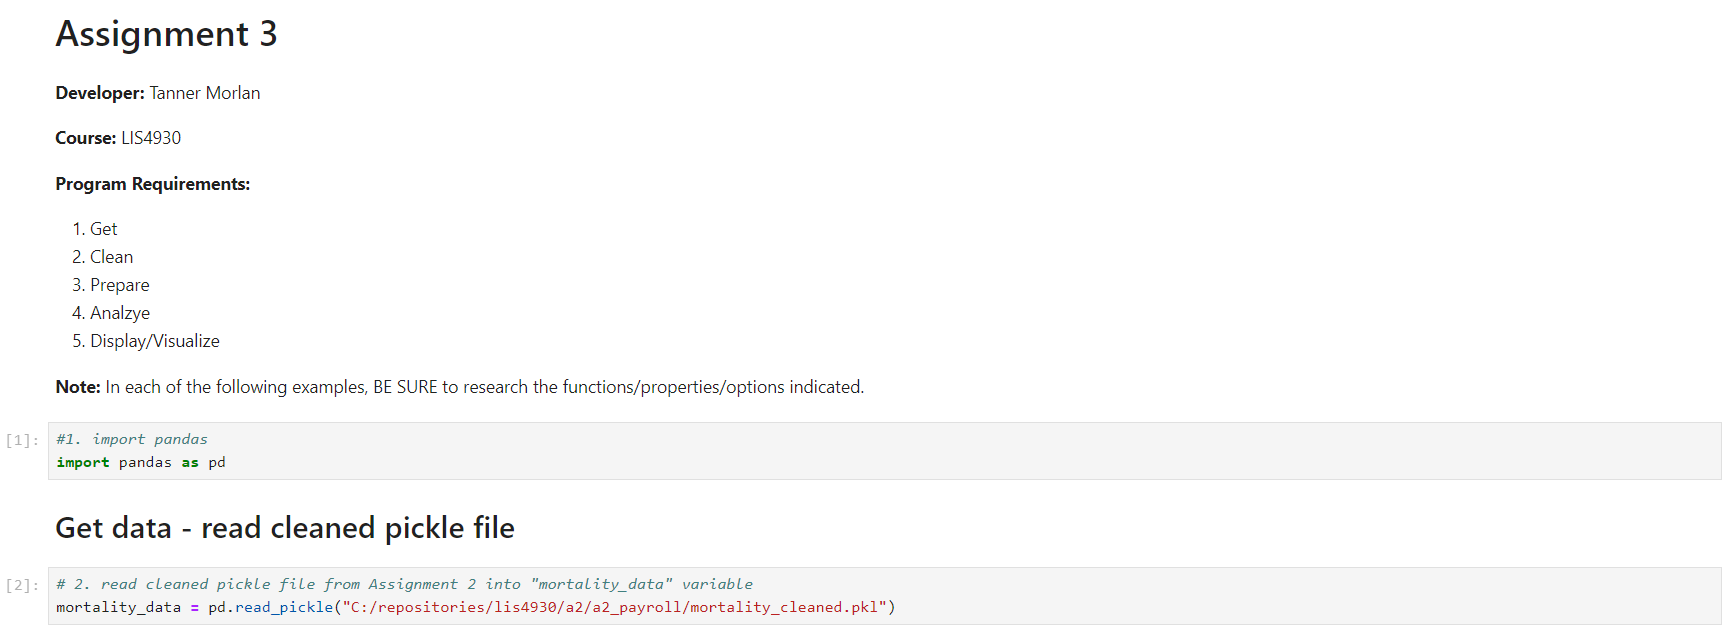 Assignment 3
Developer: Tanner Morlan
Course: LIS4930
Program Requirements:
1. Get
2. Clean
3. Prepare
4. Analzye
5. Display/Visualize
Note: In each of the following examples, BE SURE to research the functions/properties/options indicated.
[1]: #1. import pandas
import pandas as pd
Get data - read cleaned pickle file
[2]: # 2. read cleaned pickle file from Assignment 2 into "mortality_data" variable
mortality_data = pd.read_pickle("C:/repositories/lis4930/a2/a2_payroll/mortality_cleaned.pkl")